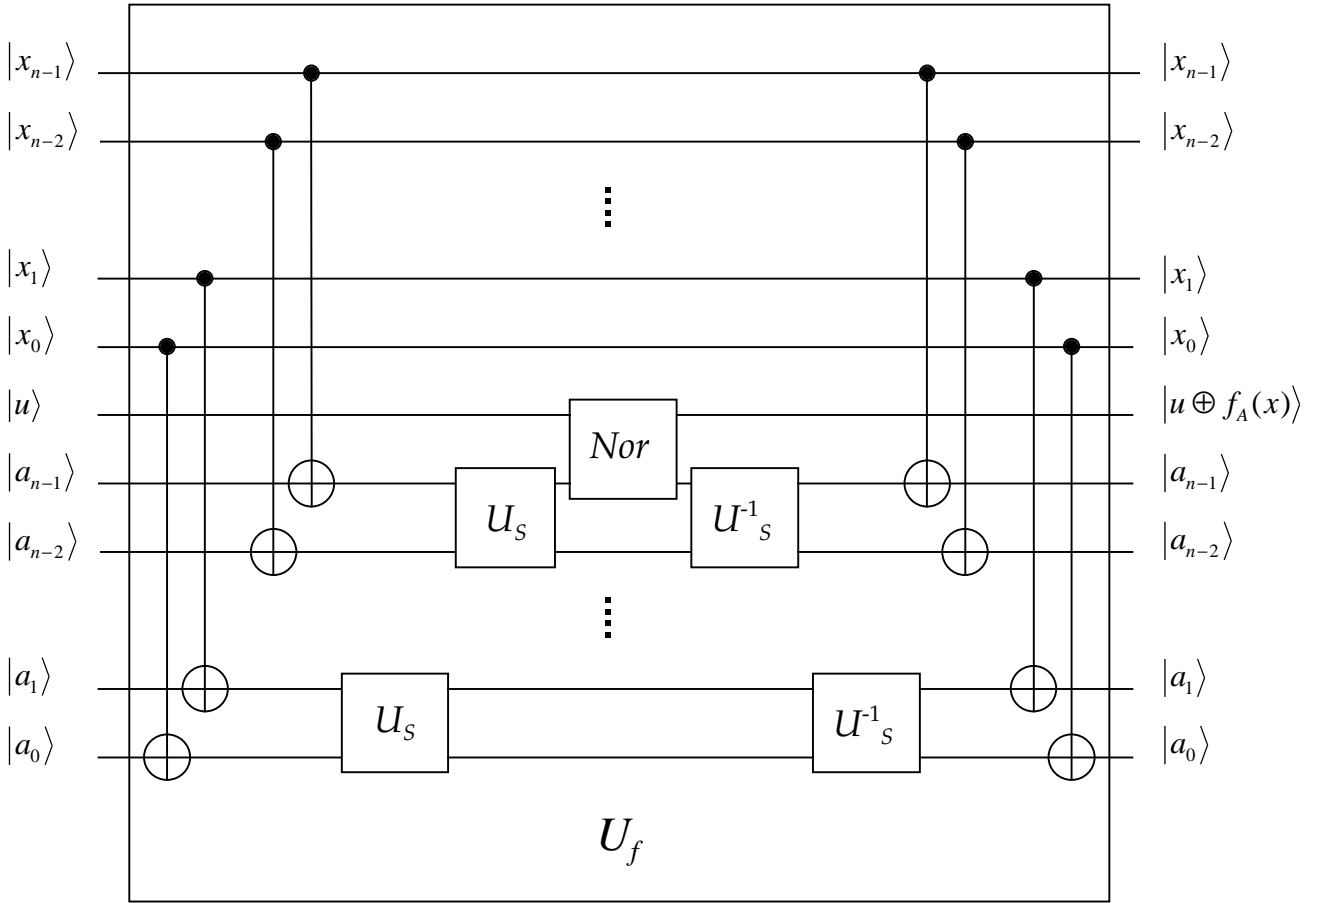 |x_{n-1}⟩ |x_{n-1}⟩
|x_{n-2}⟩ |x_{n-2}⟩
|x_1⟩ |x_1⟩
|x_0⟩ |x_0⟩
|u⟩ |u ⊕ f_A(x)⟩
Nor
|a_{n-1}⟩ |a_{n-1}⟩
U_S U^{-1}_S
|a_{n-2}⟩ |a_{n-2}⟩
|a_1⟩ |a_1⟩
U_S U^{-1}_S
|a_0⟩ |a_0⟩
U_f